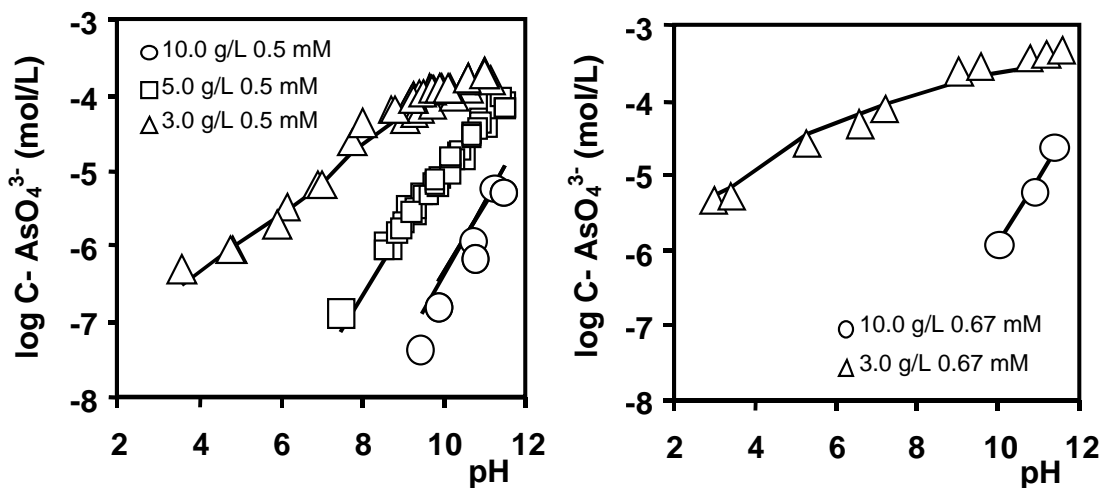 log C- AsO₄³⁻ (mol/L)
-3
-4
-5
-6
-7
-8
10.0 g/L 0.5 mM
5.0 g/L 0.5 mM
3.0 g/L 0.5 mM
2 4 6 8 10 12
pH
log C- AsO₄³⁻ (mol/L)
-3
-4
-5
-6
-7
-8
10.0 g/L 0.67 mM
3.0 g/L 0.67 mM
2 4 6 8 10 12
pH